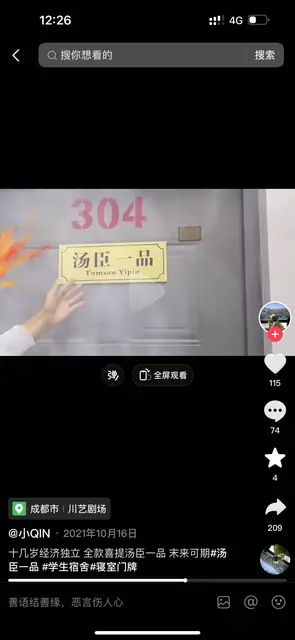 12:26
4G
搜你想看的
搜索
304
汤臣一品
Tomson Yipin
弹
全屏观看
115
74
4
209
成都市
川艺剧场
@小QIN · 2021年10月16日
十几岁经济独立 全款喜提汤臣一品 末来可期#汤
臣一品 #学生宿舍#寝室门牌
善语结善缘，恶言伤人心